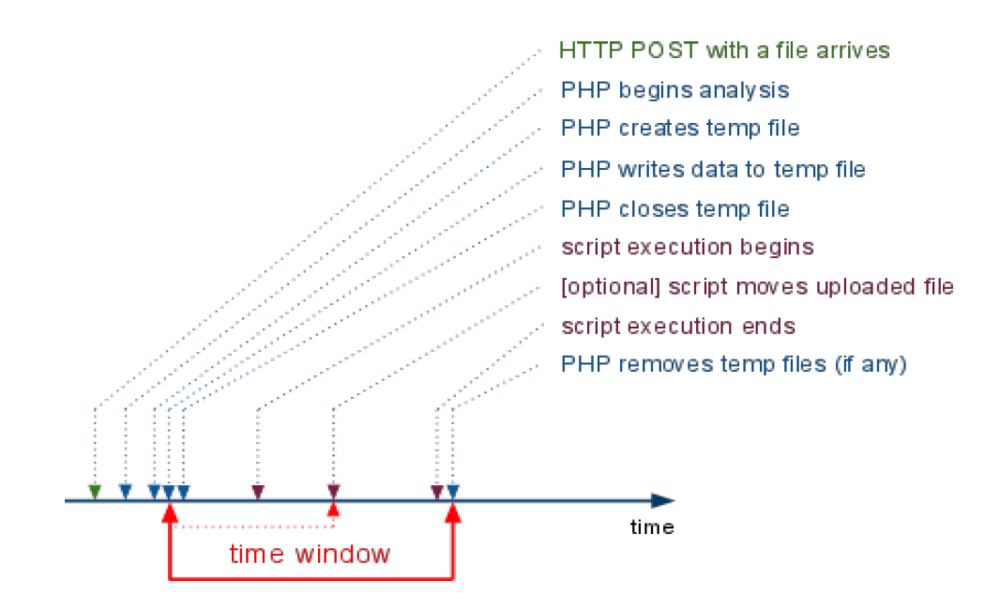 HTTP POST with a file arrives
PHP begins analysis
PHP creates temp file
PHP writes data to temp file
PHP closes temp file
script execution begins
[optional] script moves uploaded file
script execution ends
PHP removes temp files (if any)
time
time window